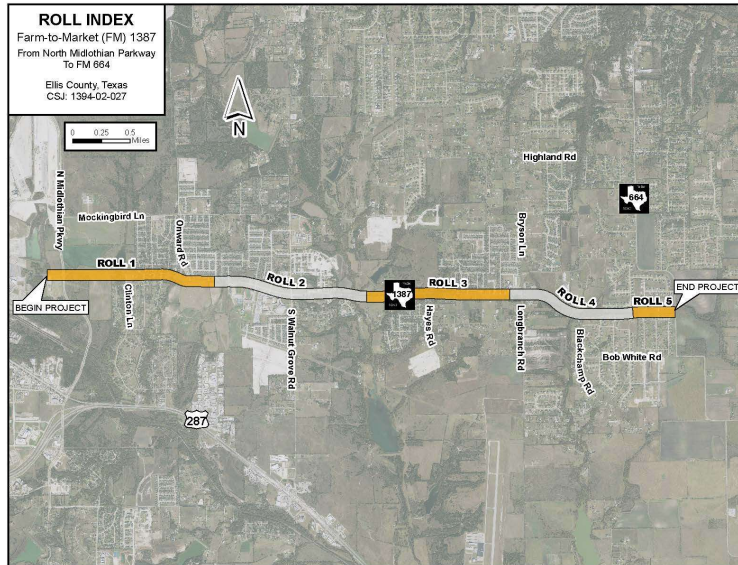 ROLL INDEX
Farm-to-Market (FM) 1387
From North Midlothian Parkway
To FM 664
Ellis County, Texas
CSJ: 1394-02-027
0 0.25 0.5
Miles
N
Highland Rd
N Midlothian Pkwy
664
Mockingbird Ln
Onward Rd
Bryson Ln
ROLL 1
ROLL 2
1387
ROLL 3
ROLL 4
ROLL 5
END PROJECT
BEGIN PROJECT
Clinton Ln
S Walnut Grove Rd
Hayes Rd
Longbranch Rd
Blackchamp Rd
Bob White Rd
287